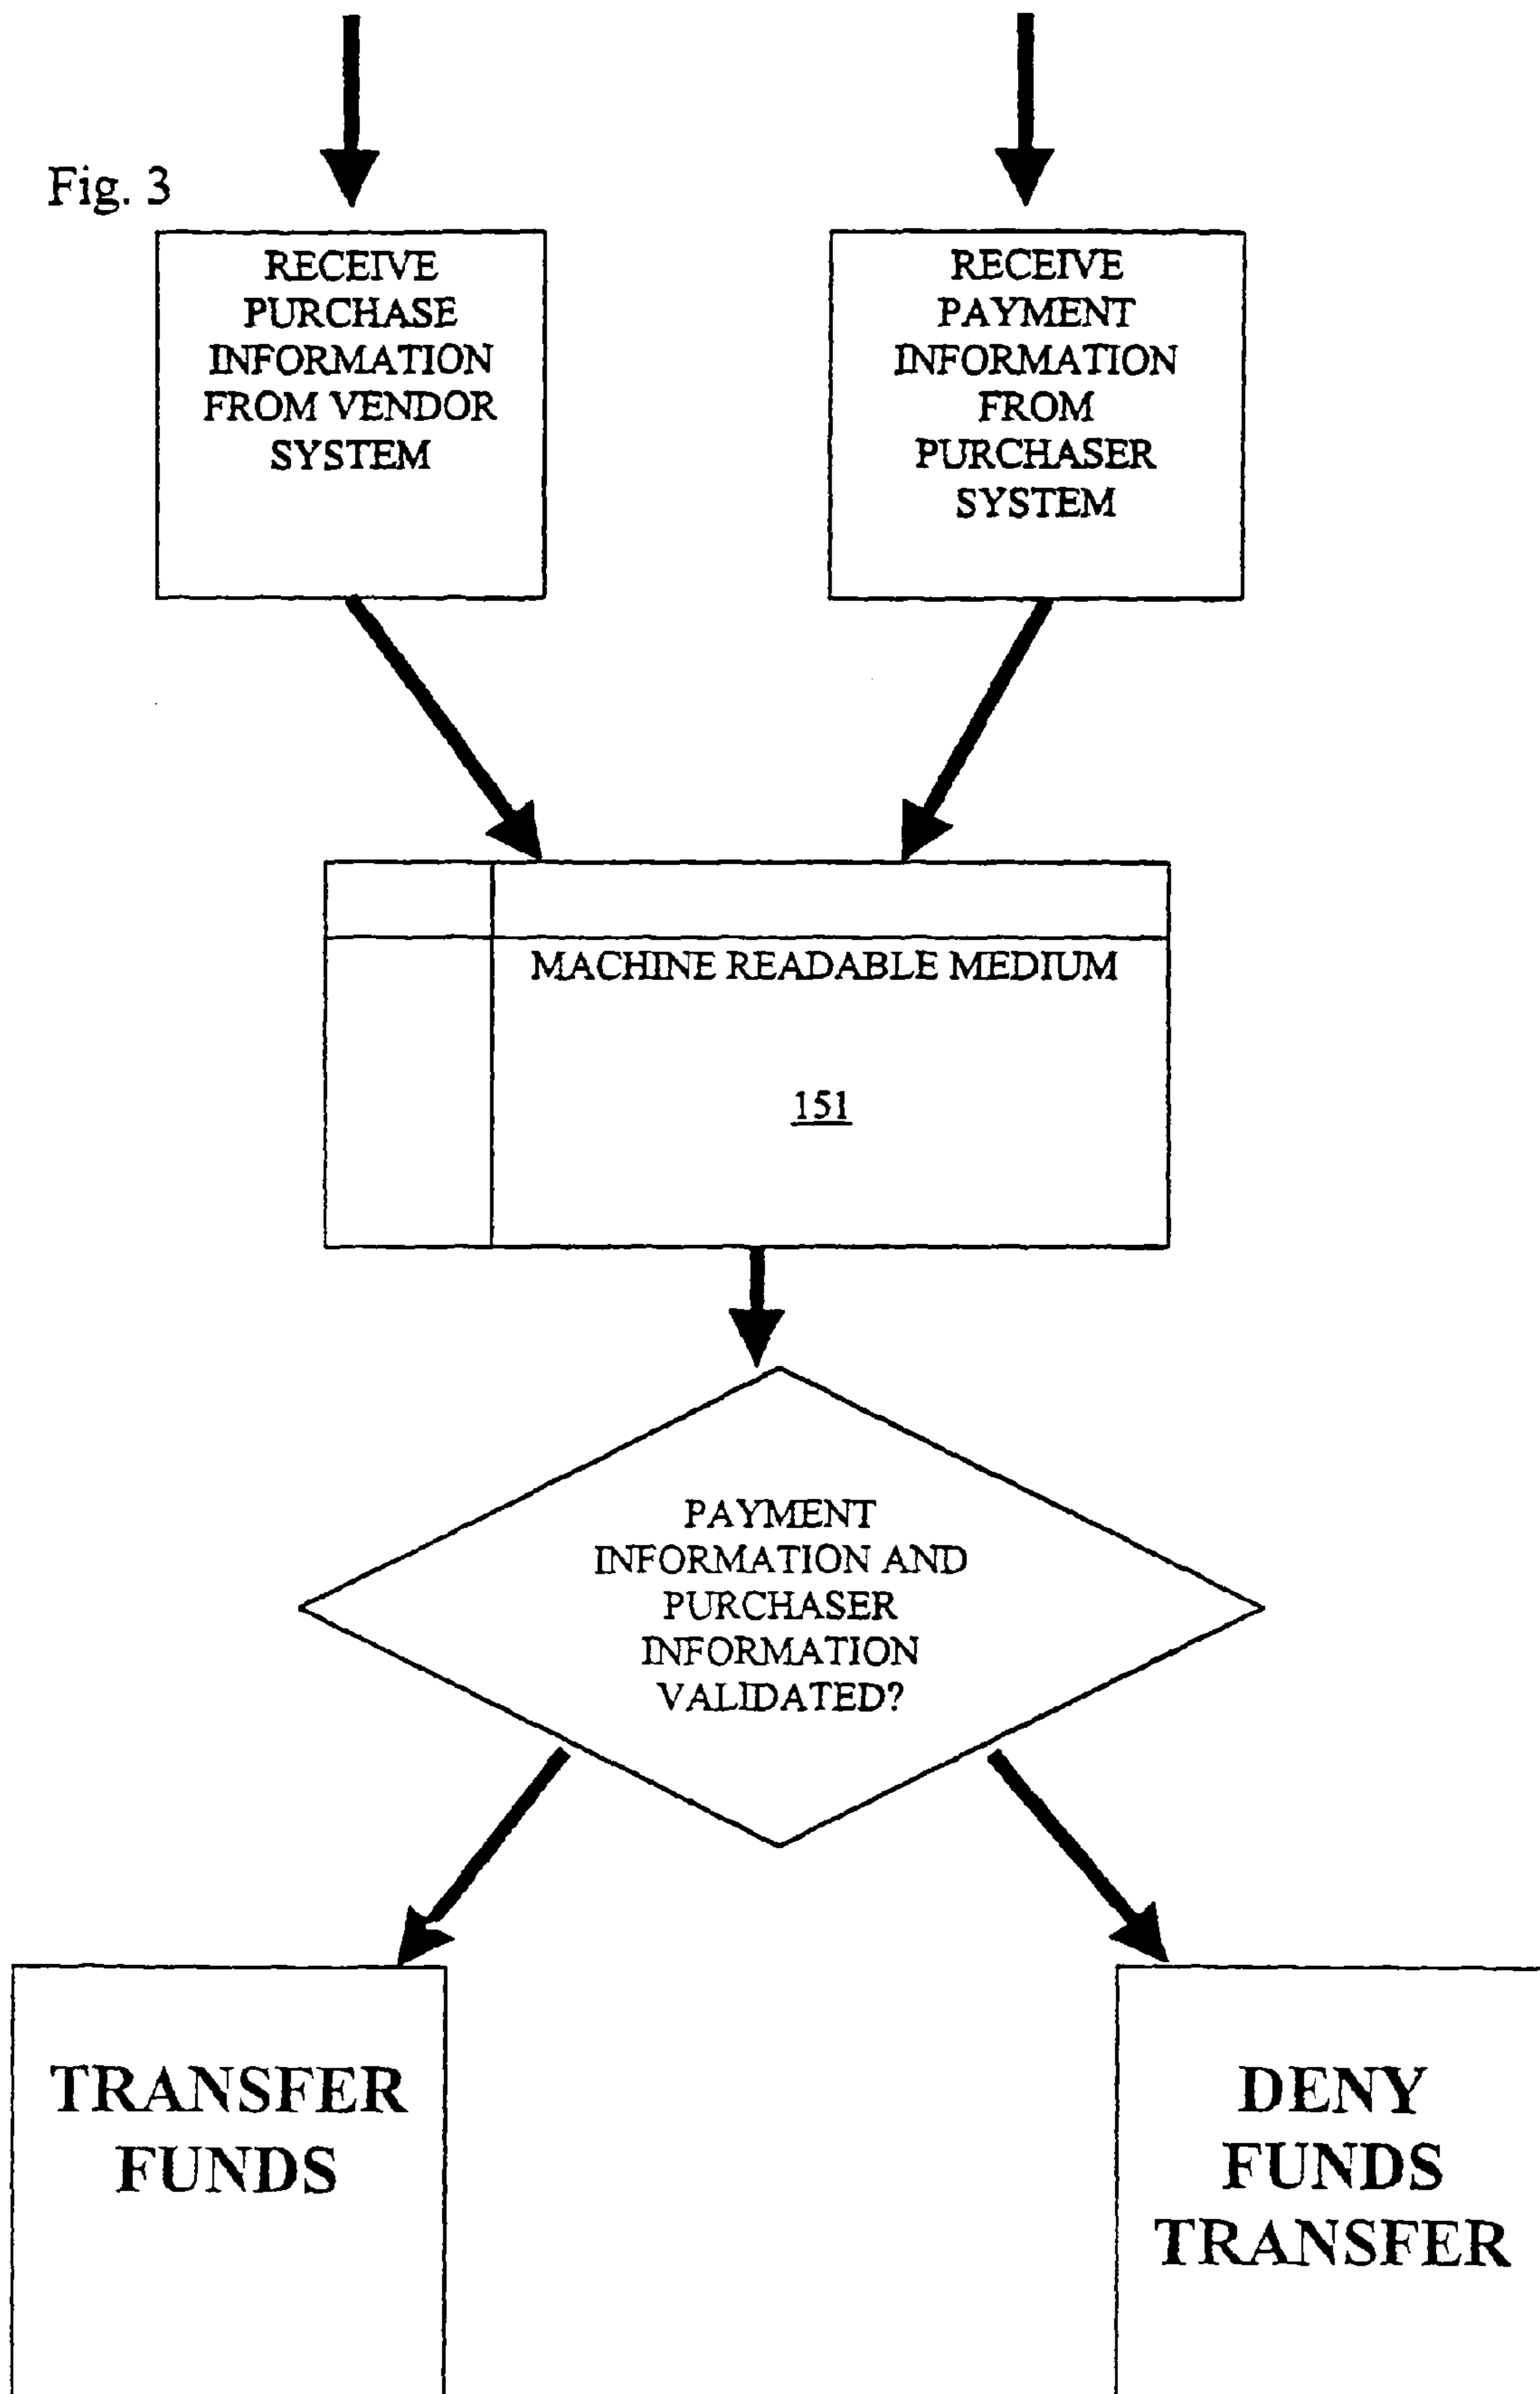 Fig. 3
RECEIVE
PURCHASE
INFORMATION
FROM VENDOR
SYSTEM
RECEIVE
PAYMENT
INFORMATION
FROM
PURCHASER
SYSTEM
MACHINE READABLE MEDIUM
151
PAYMENT
INFORMATION AND
PURCHASER
INFORMATION
VALIDATED?
TRANSFER
FUNDS
DENY
FUNDS
TRANSFER